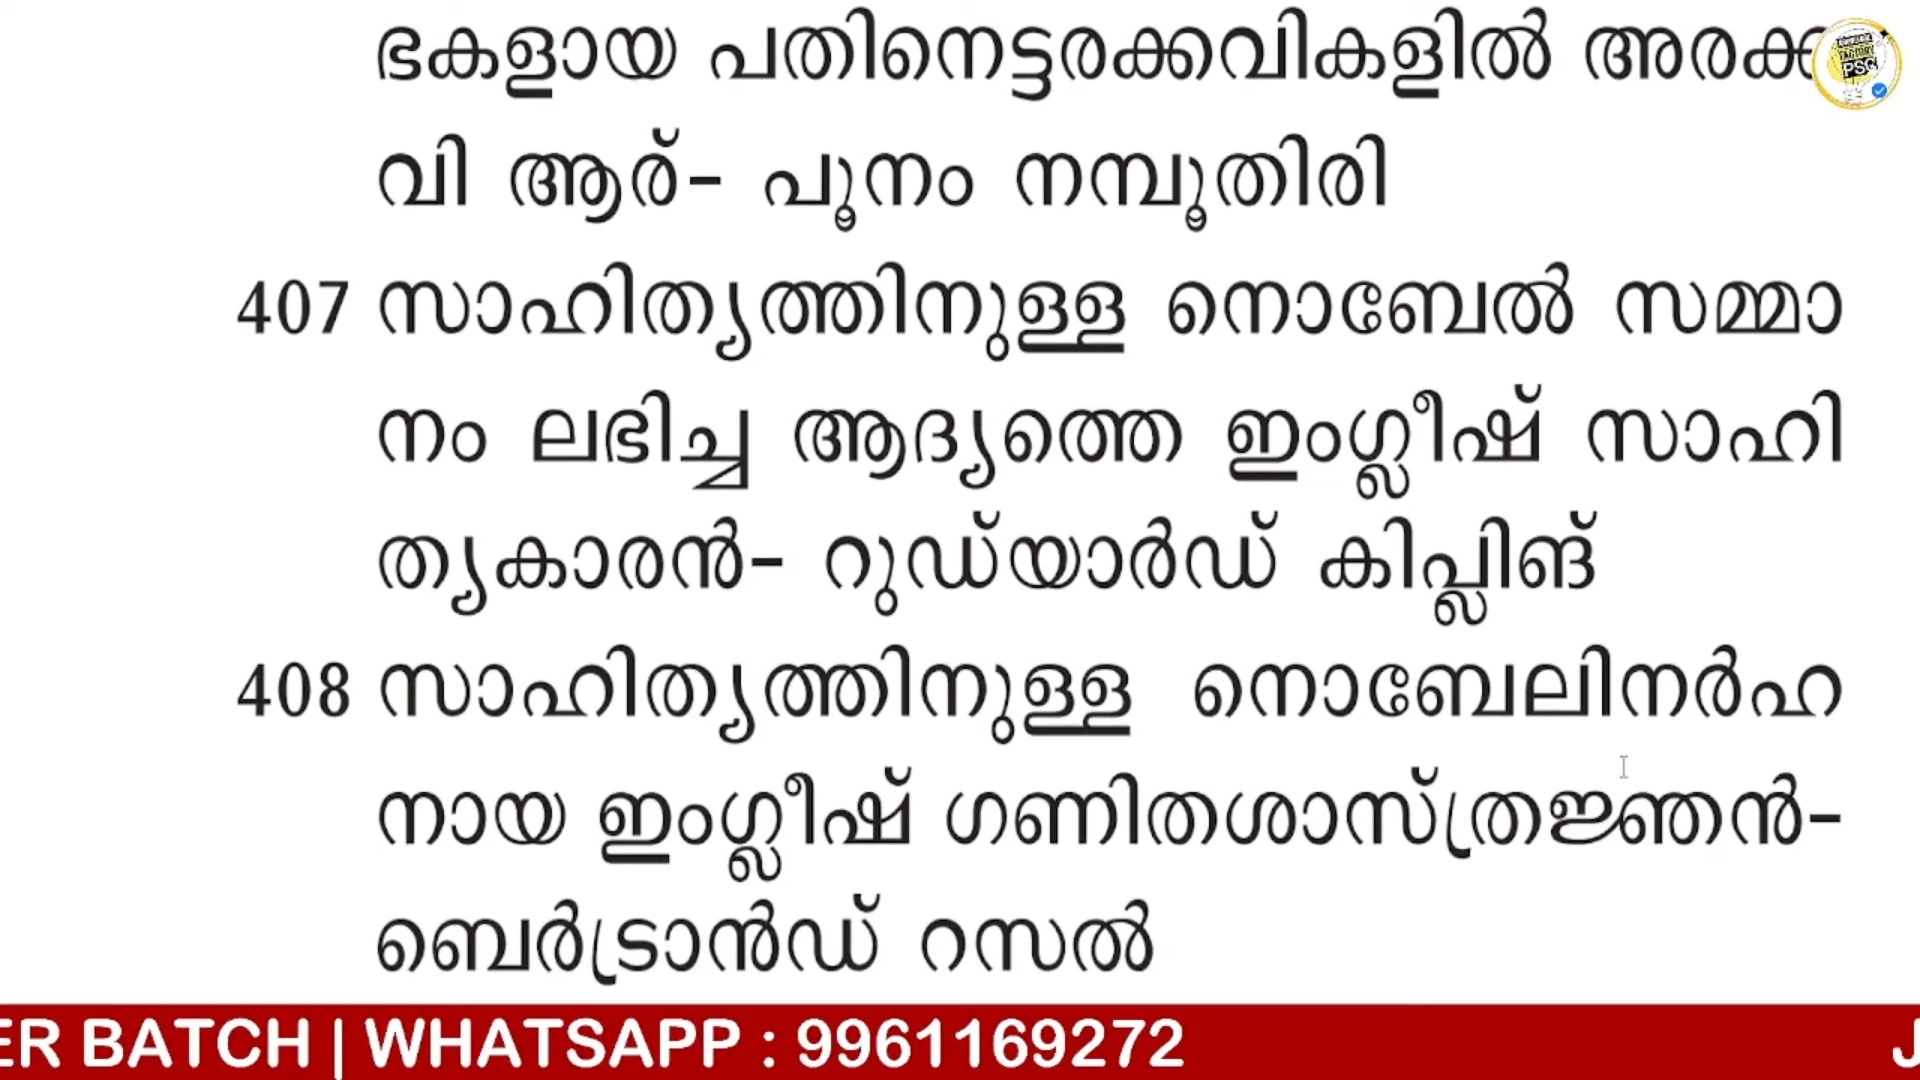 ഭകളായ പതിനെട്ടരക്കവികളിൽ അരക്ക
വി ആര്- പൂനം നമ്പൂതിരി
407 സാഹിത്യത്തിനുള്ള നൊബേൽ സമ്മാ
നം ലഭിച്ച ആദ്യത്തെ ഇംഗ്ലീഷ് സാഹി
ത്യകാരൻ- റുഡ്‌യാർഡ് കിപ്ലിങ്
408 സാഹിത്യത്തിനുള്ള നൊബേലിനർഹ
നായ ഇംഗ്ലീഷ് ഗണിതശാസ്ത്രജ്ഞൻ-
ബെർട്രാൻഡ് റസൽ
ER BATCH | WHATSAPP : 9961169272 J
PSC